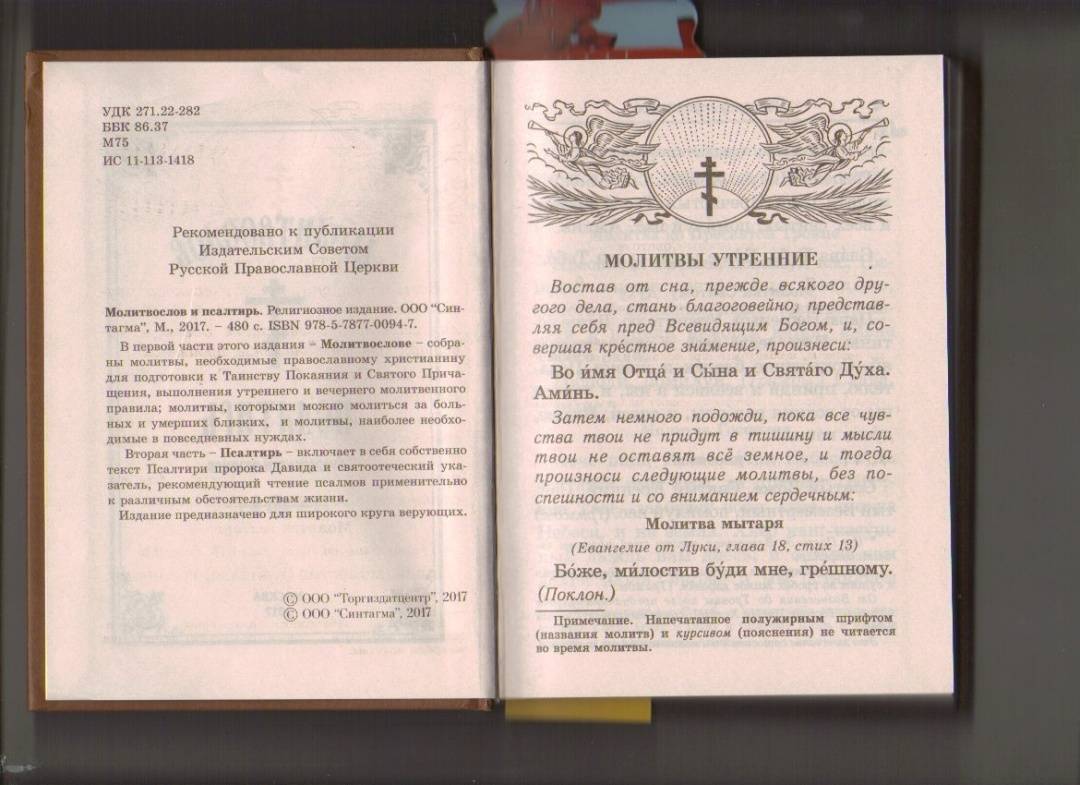 УДК 271.22-282
ББК 86.37
М75
ИС 11-113-1418
Рекомендовано к публикации
Издательским Советом
Русской Православной Церкви
Молитвослов и псалтирь. Религиозное издание. ООО "Син-
тагма", М., 2017. – 480 с. ISBN 978-5-7877-0094-7.
В первой части этого издания – Молитвослове – собра-
ны молитвы, необходимые православному христианину
для подготовки к Таинству Покаяния и Святого Прича-
щения, выполнения утреннего и вечернего молитвенного
правила; молитвы, которыми можно молиться за боль-
ных и умерших близких, и молитвы, наиболее необхо-
димые в повседневных нуждах.
Вторая часть – Псалтирь – включает в себя собственно
текст Псалтири пророка Давида и святоотеческий ука-
затель, рекомендующий чтение псалмов применительно
к различным обстоятельствам жизни.
Издание предназначено для широкого круга верующих.
© ООО "Торгиздатцентр", 2017
© ООО "Синтагма", 2017
МОЛИТВЫ УТРЕННИЕ
Востав от сна, прежде всякого дру-
гого дела, стань благоговейно, представ-
ляя себя пред Всевидящим Богом, и, со-
вершая кре́стное зна́мение, произнеси:
Во и́мя Отца́ и Сы́на и Свята́го Ду́ха.
Ами́нь.
Затем немного подожди, пока все чув-
ства твои не придут в тишину и мысли
твои не оставят всё земное, и тогда
произноси следующие молитвы, без по-
спешности и со вниманием сердечным:
Молитва мытаря
(Евангелие от Луки, глава 18, стих 13)
Бо́же, ми́лостив бу́ди мне, гре́шному.
(Поклон.)
Примечание. Напечатанное полужирным шрифтом
(названия молитв) и курсивом (пояснения) не читается
во время молитвы.